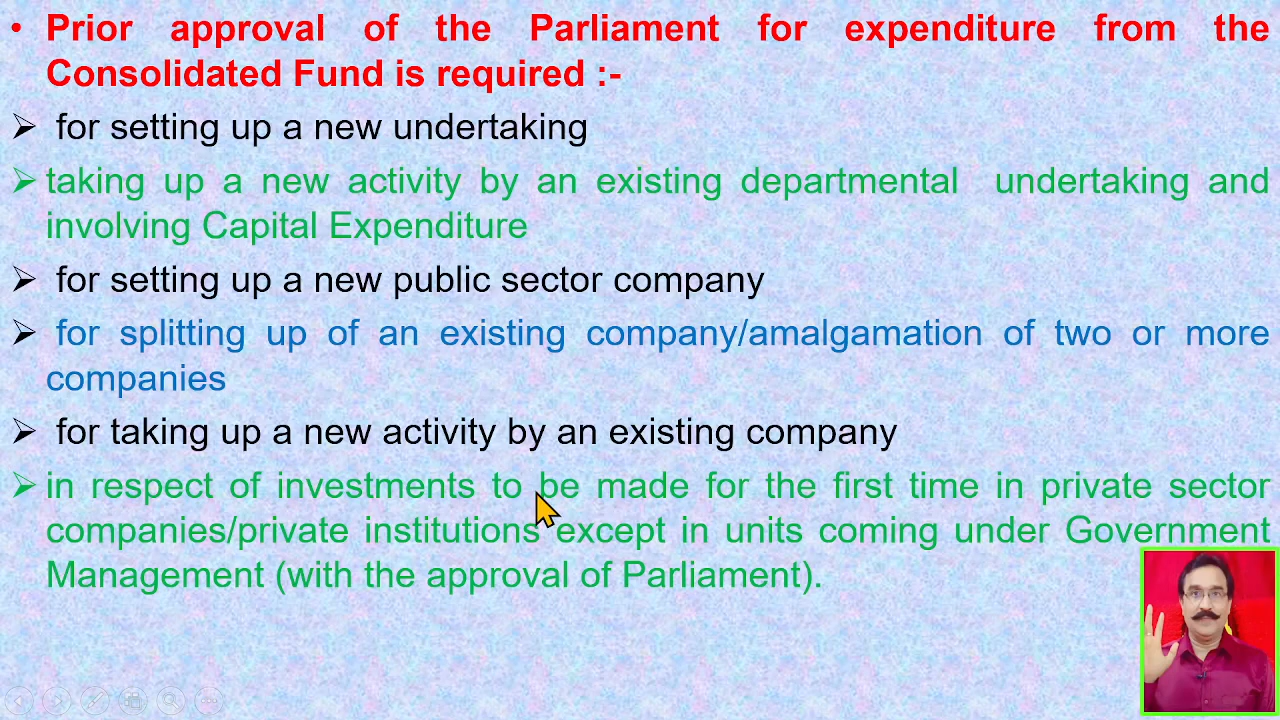 • Prior approval of the Parliament for expenditure from the
Consolidated Fund is required :-
➢ for setting up a new undertaking
➢ taking up a new activity by an existing departmental undertaking and
involving Capital Expenditure
➢ for setting up a new public sector company
➢ for splitting up of an existing company/amalgamation of two or more
companies
➢ for taking up a new activity by an existing company
➢ in respect of investments to be made for the first time in private sector
companies/private institutions except in units coming under Government
Management (with the approval of Parliament).